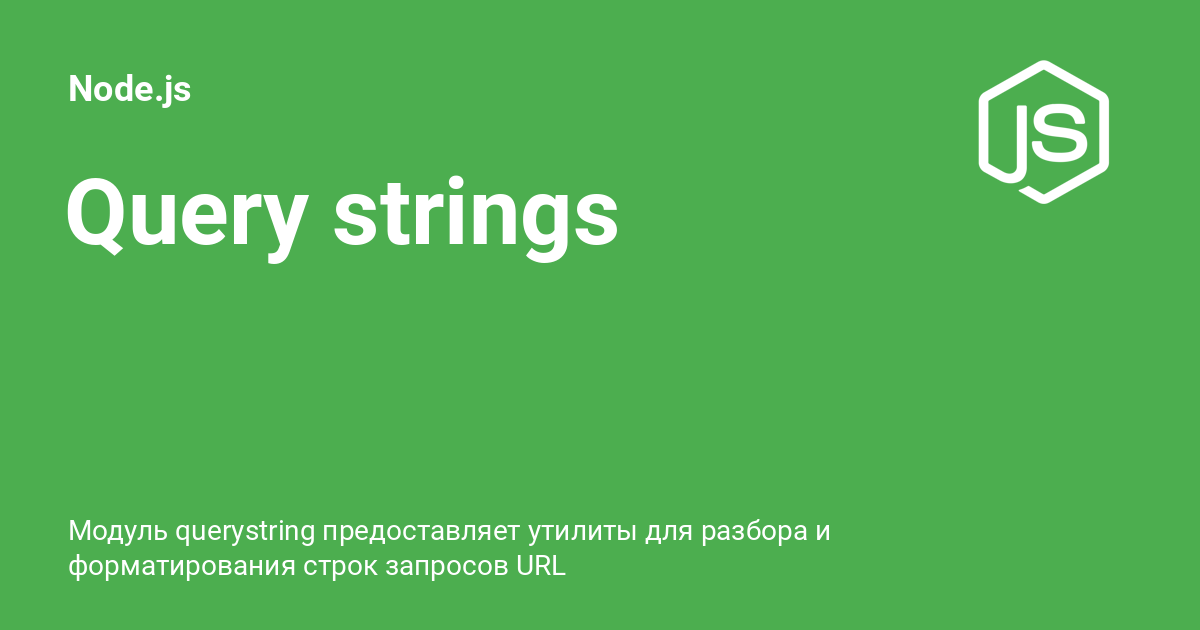 Node.js
JS
Query strings
Модуль querystring предоставляет утилиты для разбора и
форматирования строк запросов URL